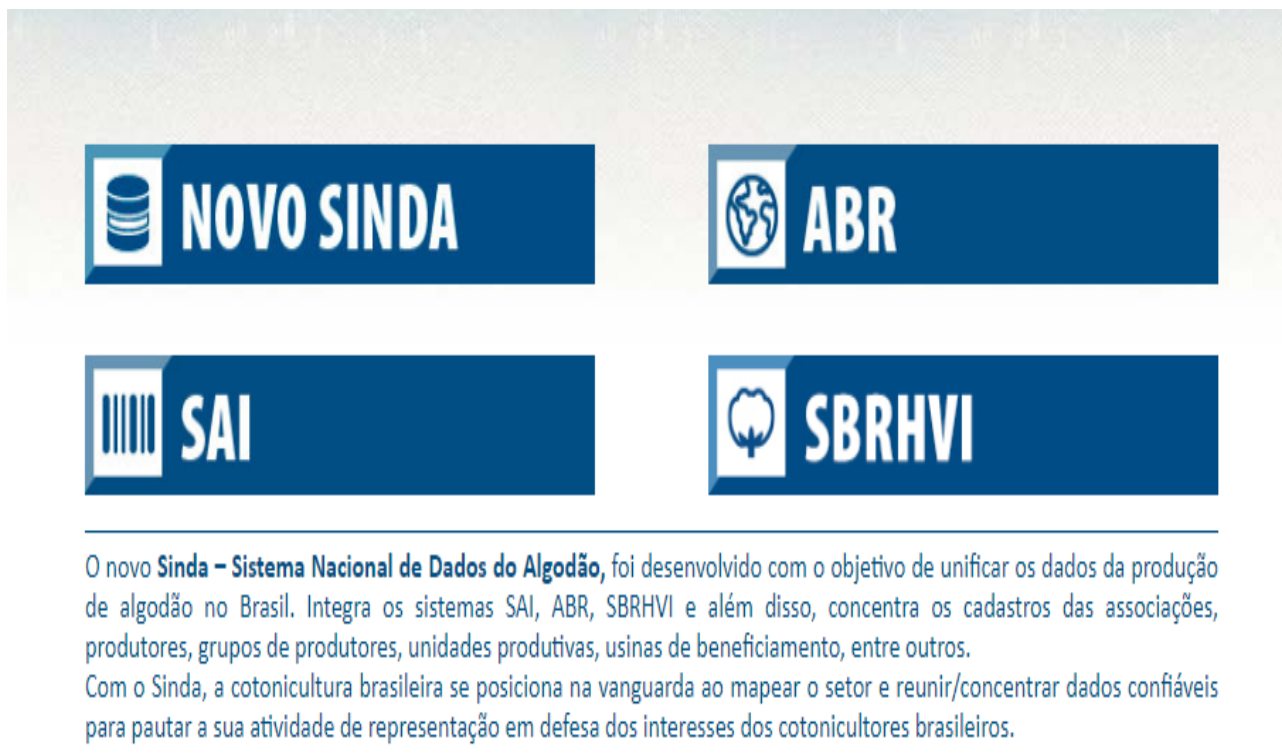 NOVO SINDA
ABR
SAI
SBRHVI
O novo Sinda – Sistema Nacional de Dados do Algodão, foi desenvolvido com o objetivo de unificar os dados da produção
de algodão no Brasil. Integra os sistemas SAI, ABR, SBRHVI e além disso, concentra os cadastros das associações,
produtores, grupos de produtores, unidades produtivas, usinas de beneficiamento, entre outros.
Com o Sinda, a cotonicultura brasileira se posiciona na vanguarda ao mapear o setor e reunir/concentrar dados confiáveis
para pautar a sua atividade de representação em defesa dos interesses dos cotonicultores brasileiros.